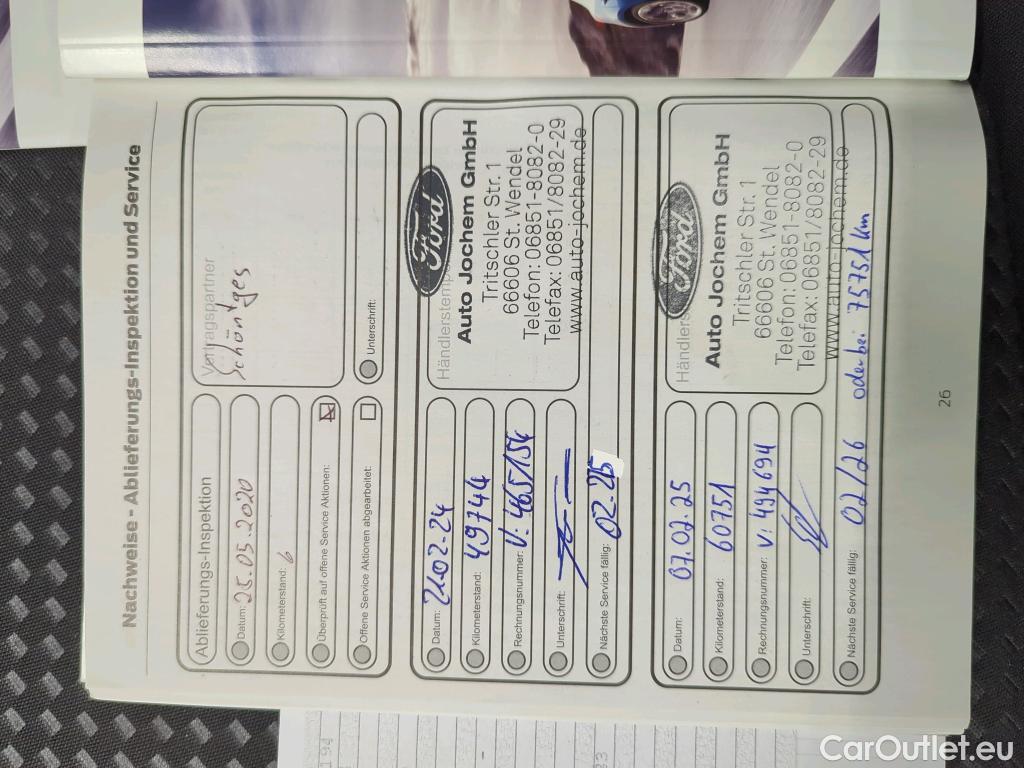 Nachweise - Ablieferungs-Inspektion und Service
Ablieferungs-Inspektion
Datum: 25.05.2020
Kilometerstand: 6
Überprüft auf offene Service Aktionen:
Offene Service Aktionen abgearbeitet:
Vertragspartner
Schöntges
Unterschrift:
Datum: 21.02-24
Kilometerstand: 49744
Rechnungsnummer: V: 465154
Unterschrift:
Nächste Service fällig: 02.25
Händlerstemp
Ford
Auto Jochem GmbH
Tritschler Str. 1
66606 St. Wendel
Telefon: 06851-8082-0
Telefax: 06851/8082-29
www.auto-jochem.de
Datum: 07.02.25
Kilometerstand: 60751
Rechnungsnummer: V: 494694
Unterschrift:
Nächste Service fällig: 02/26 oder bei 75751 km
Händlers
Ford
Auto Jochem GmbH
Tritschler Str. 1
66606 St. Wendel
Telefon: 06851-8082-0
Telefax: 06851/8082-29
www.auto-jochem.de
26
194
CarOutlet.eu